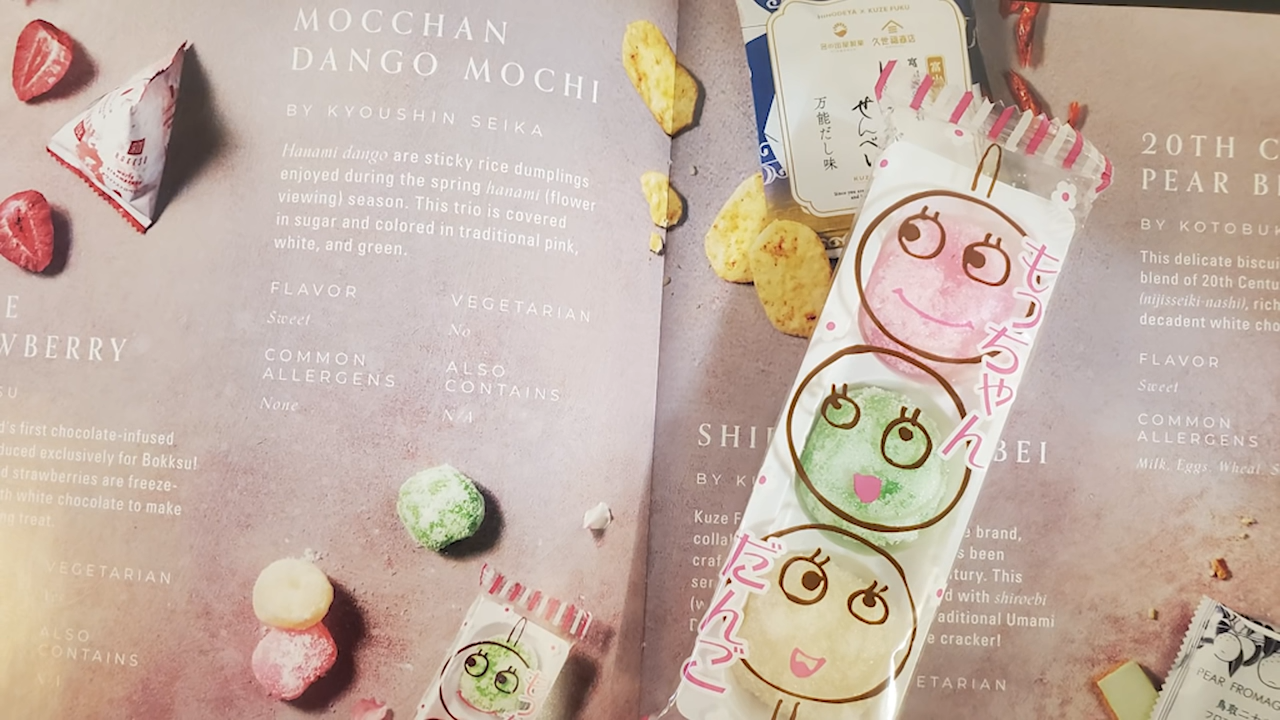 MOCCHAN
DANGO MOCHI
BY KYOUSHIN SEIKA
Hanami dango are sticky rice dumplings
enjoyed during the spring hanami (flower
viewing) season. This trio is covered
in sugar and colored in traditional pink,
white, and green.
FLAVOR
Sweet
VEGETARIAN
No
COMMON
ALLERGENS
None
ALSO
CONTAINS
N/A
E
WBERRY
SU
d's first chocolate-infused
duced exclusively for Bokksu!
d strawberries are freeze-
th white chocolate to make
ng treat.
VEGETARIAN
ALSO
CONTAINS
久世福商店
せんべい
万能だし味
もっちゃん
だんご
SHI
BEI
BY KU
Kuze F
colla
craf
ser
(w
e brand,
s been
tury. This
d with shiroebi
aditional Umami
e cracker!
ETARIAN
20TH C
PEAR B
BY KOTOBUK
This delicate biscui
blend of 20th Centu
(nijisseiki-nashi), rich
decadent white cho
FLAVOR
Sweet
COMMON
ALLERGENS
Milk, Eggs, Wheat, S
PEAR FROMAG